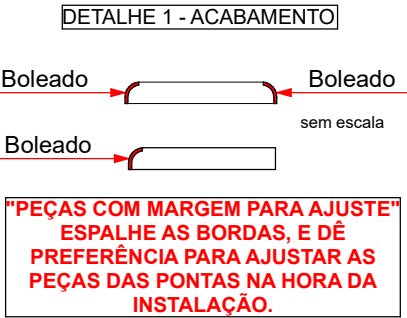 DETALHE 1 - ACABAMENTO
Boleado
Boleado
sem escala
Boleado
"PEÇAS COM MARGEM PARA AJUSTE"
ESPALHE AS BORDAS, E DÊ
PREFERÊNCIA PARA AJUSTAR AS
PEÇAS DAS PONTAS NA HORA DA
INSTALAÇÃO.